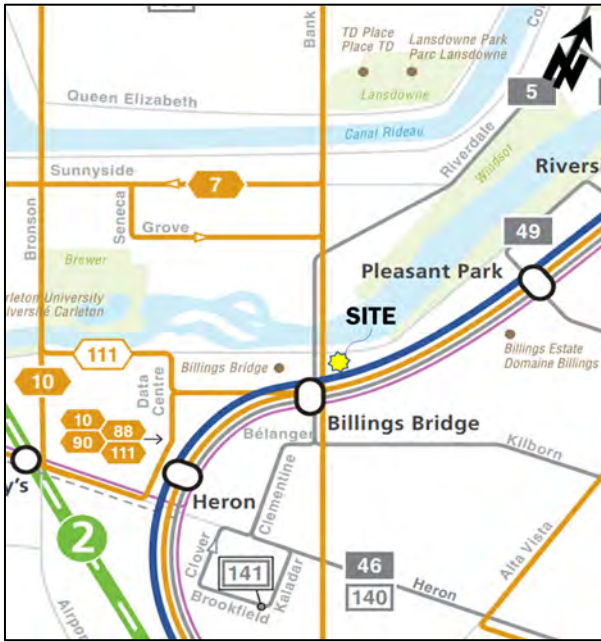 Bank
TD Place
Place TD
Lansdowne Park
Parc Lansdowne
Lansdowne
Queen Elizabeth
Canal Rideau
5
Riverdale
Windsor
Rivers
Sunnyside
7
Bronson
Seneca
Grove
49
Brewer
Pleasant Park
arleton University
niversité Carleton
SITE
111
Billings Bridge
Billings Estate
Domaine Billings
10
Data
Centre
10
88
90
111
Billings Bridge
Bélanger
Kilborn
y's
Heron
Clementine
2
Clover
141
Kaladar
Brookfield
46
140
Heron
Alta Vista
Airpor